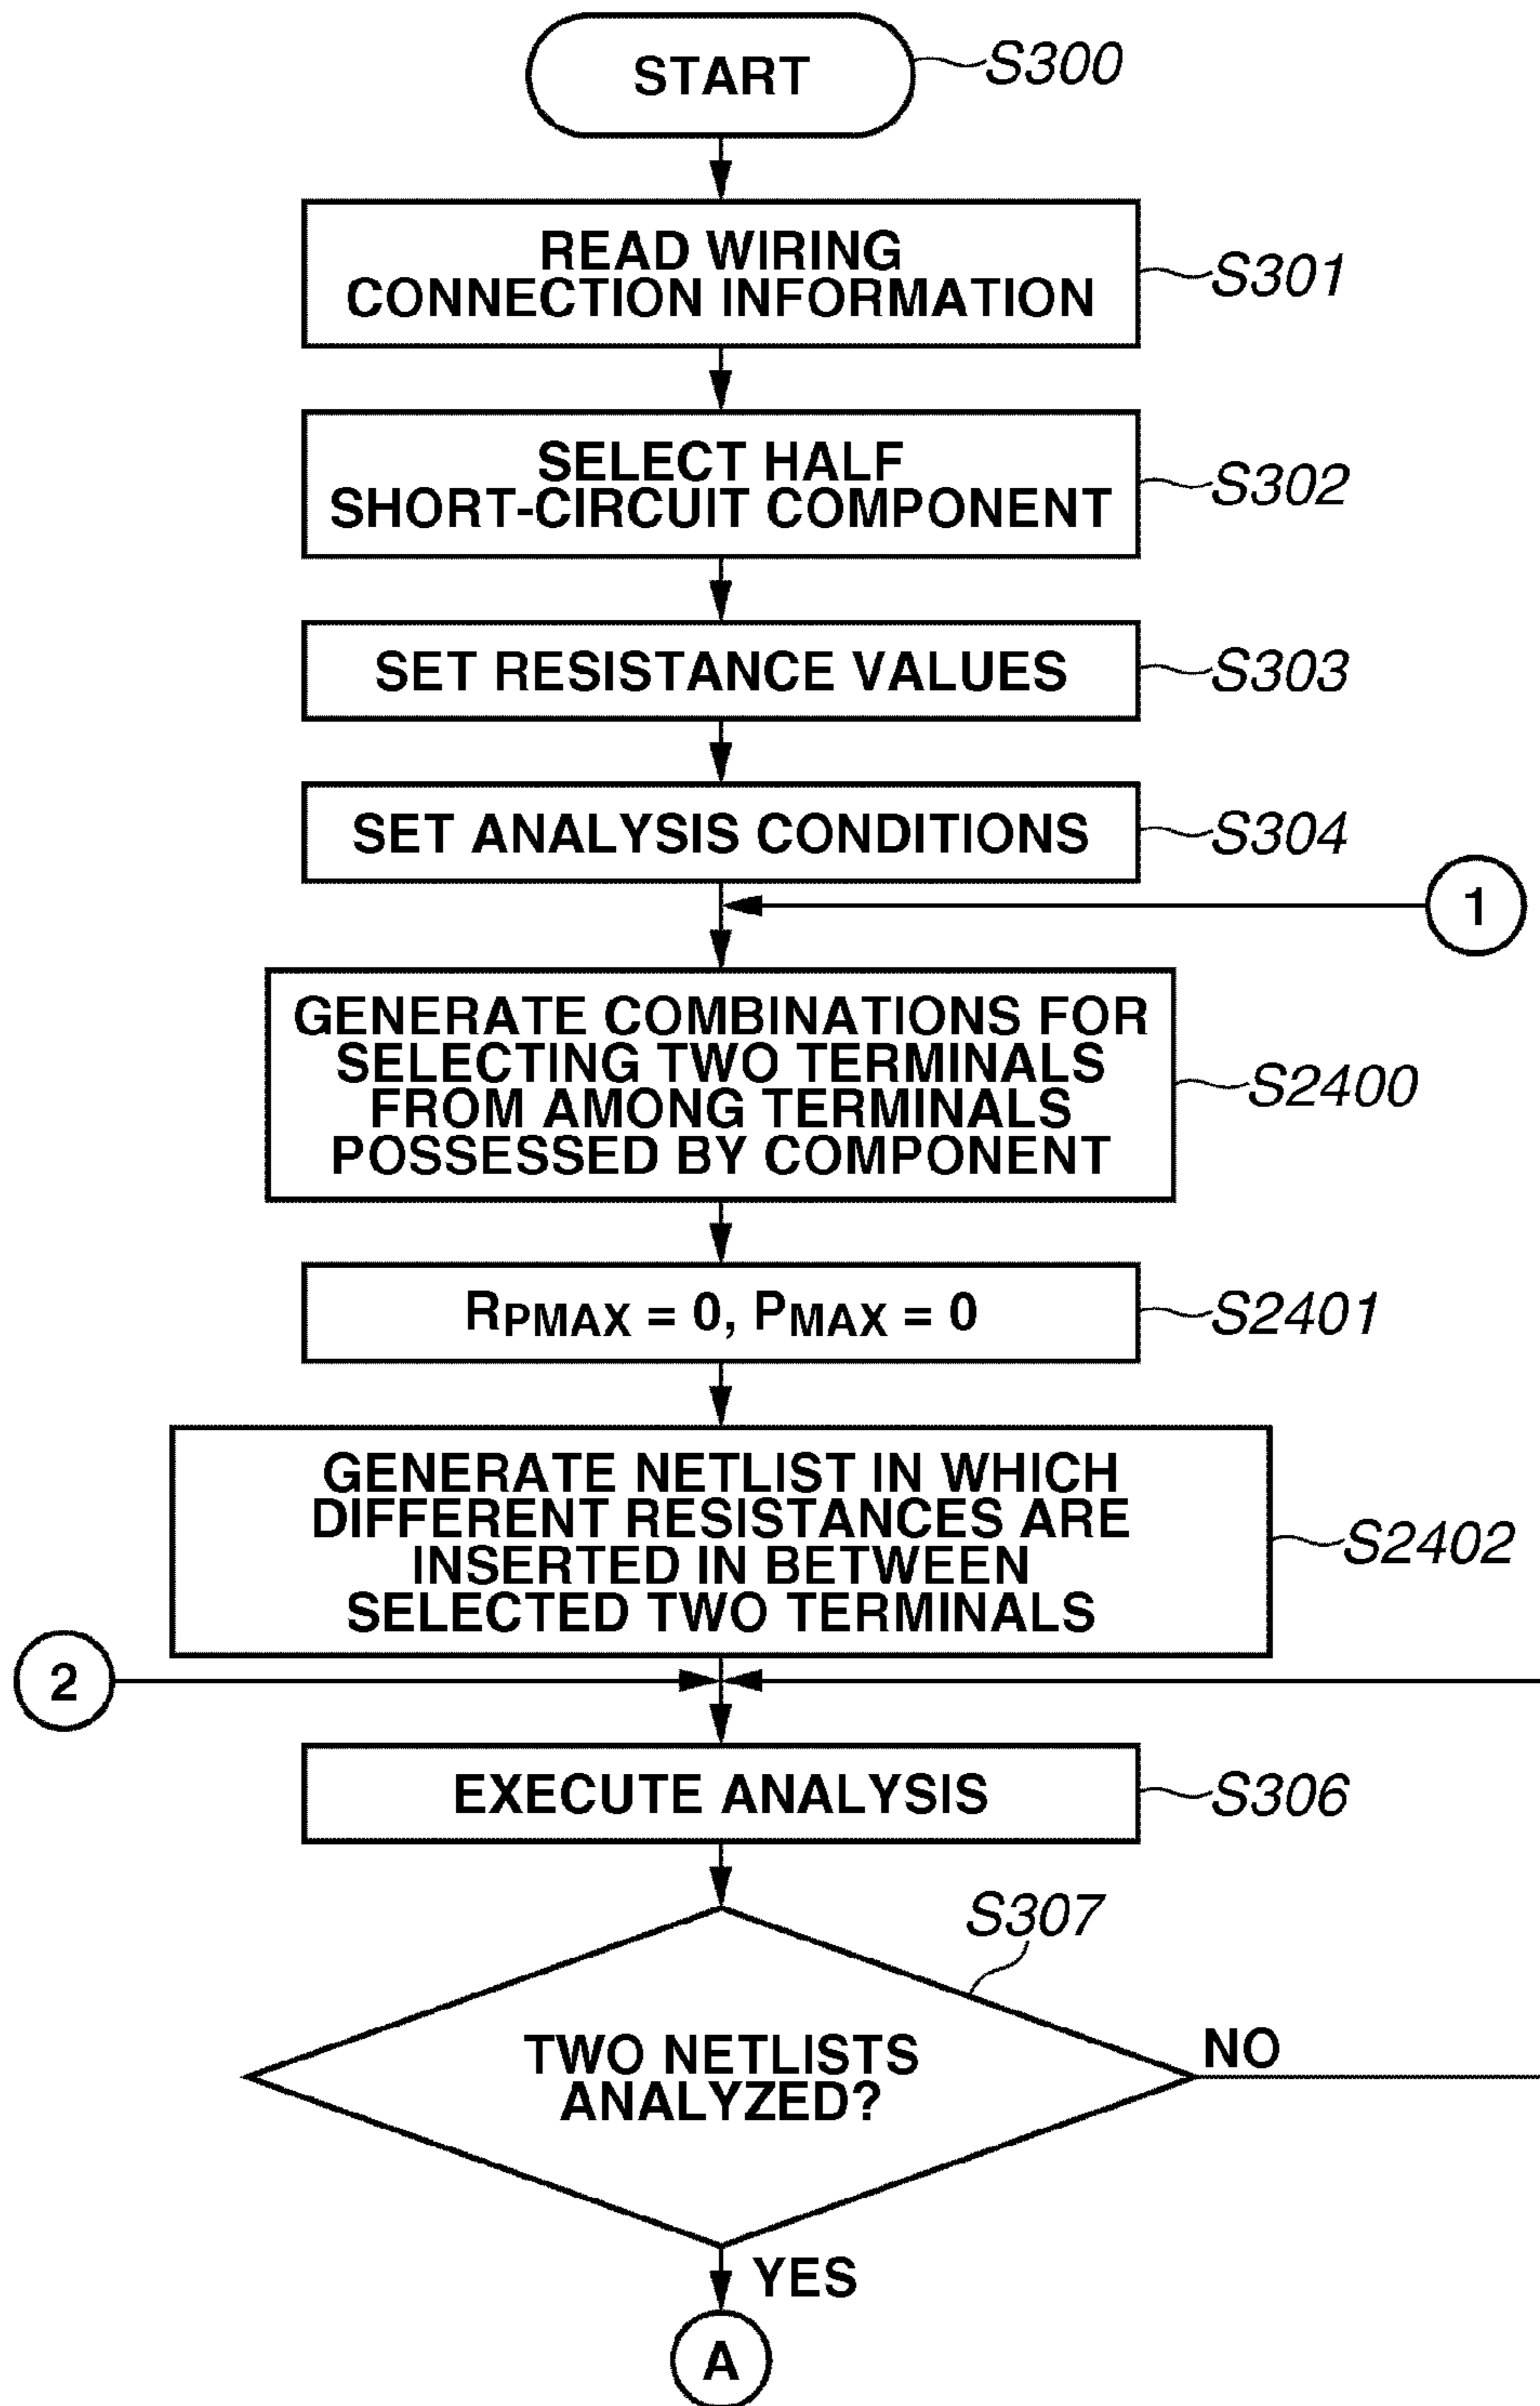 START
S300
READ WIRING
CONNECTION INFORMATION
S301
SELECT HALF
SHORT-CIRCUIT COMPONENT
S302
SET RESISTANCE VALUES
S303
SET ANALYSIS CONDITIONS
S304
1
GENERATE COMBINATIONS FOR
SELECTING TWO TERMINALS
FROM AMONG TERMINALS
POSSESSED BY COMPONENT
S2400
RPMAX = 0, PMAX = 0
S2401
GENERATE NETLIST IN WHICH
DIFFERENT RESISTANCES ARE
INSERTED IN BETWEEN
SELECTED TWO TERMINALS
S2402
2
EXECUTE ANALYSIS
S306
S307
TWO NETLISTS
ANALYZED?
NO
YES
A